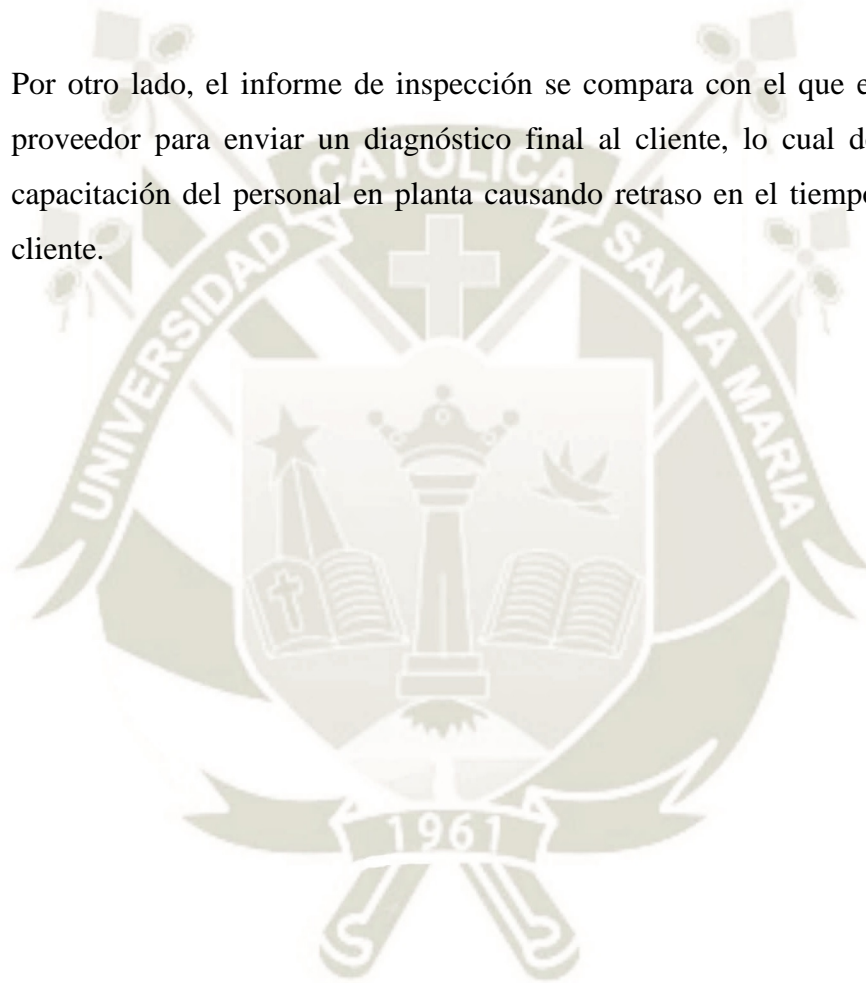 Por otro lado, el informe de inspección se compara con el que e
proveedor para enviar un diagnóstico final al cliente, lo cual d
capacitación del personal en planta causando retraso en el tiempo
cliente.
UNIVERSIDAD CATOLICA SANTA MARIA
1961